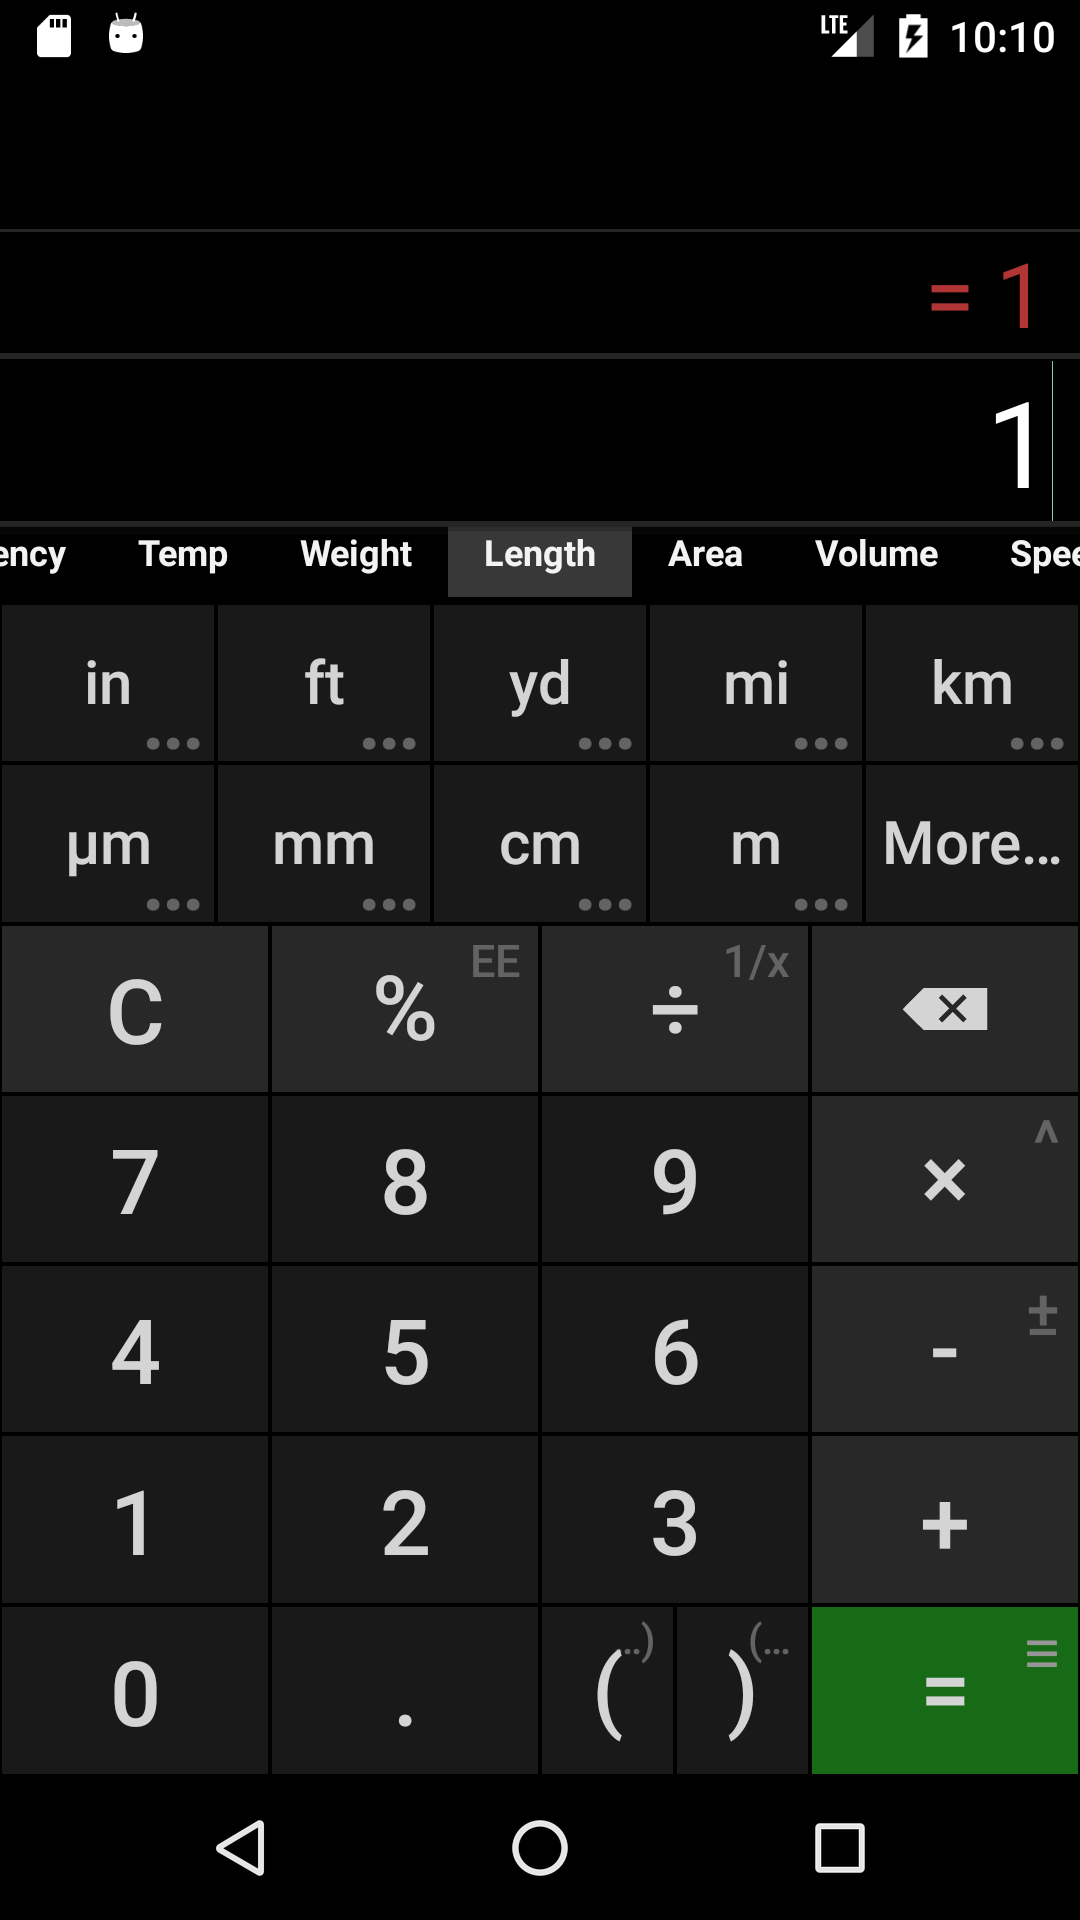 LTE 10:10
= 1
1
ency Temp Weight Length Area Volume Spee
in ft yd mi km
µm mm cm m More...
C % EE ÷ 1/x
7 8 9 × ^
4 5 6 - ±
1 2 3 +
0 . ( ..) ) (... =